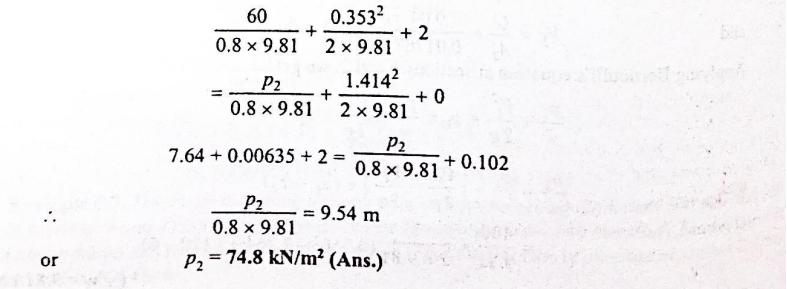 60/(0.8 × 9.81) + 0.353²/(2 × 9.81) + 2
= p₂/(0.8 × 9.81) + 1.414²/(2 × 9.81) + 0
7.64 + 0.00635 + 2 = p₂/(0.8 × 9.81) + 0.102
∴ p₂/(0.8 × 9.81) = 9.54 m
or p₂ = 74.8 kN/m² (Ans.)